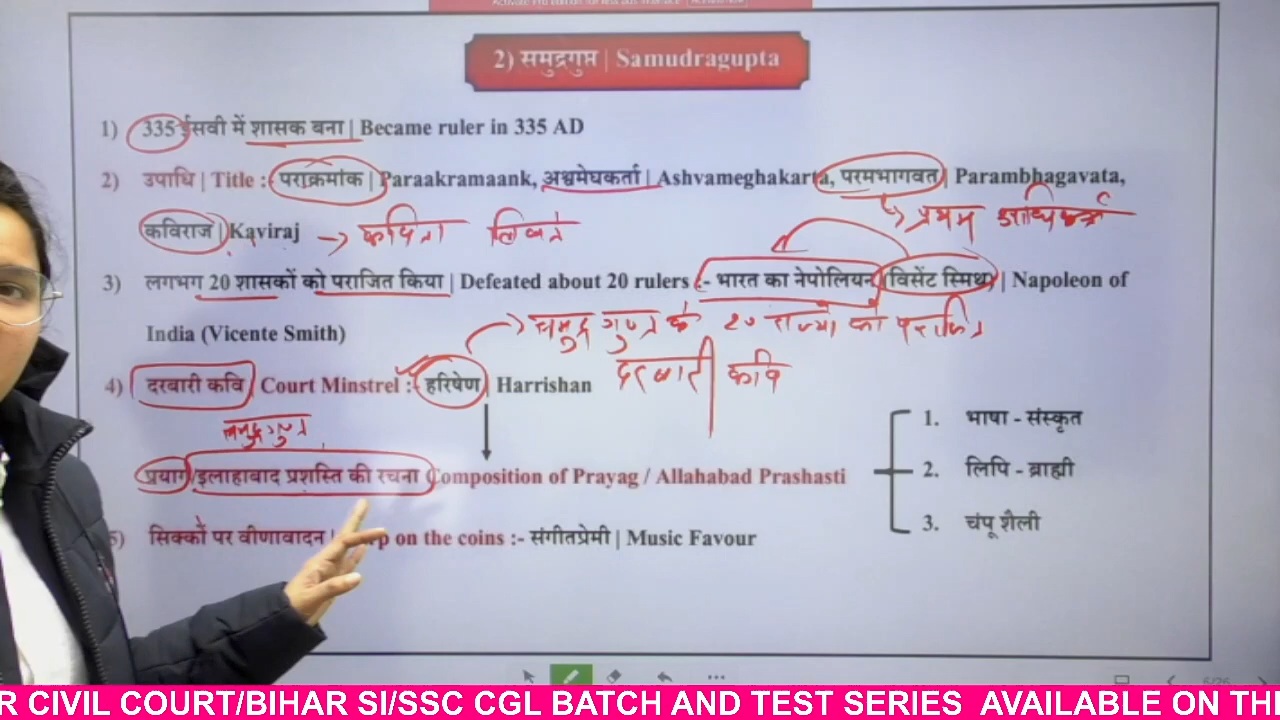 2) समुद्रगुप्त | Samudragupta
1) 335 ईसवी में शासक बना | Became ruler in 335 AD
2) उपाधि | Title : पराक्रमांक | Paraakramaank, अश्वमेघकर्ता | Ashvameghakarta, परमभागवत | Parambhagavata,
प्रथम
कविराज | Kaviraj → कविता लिखने
3) लगभग 20 शासकों को पराजित किया | Defeated about 20 rulers :- भारत का नेपोलियन (विसेंट स्मिथ) | Napoleon of
India (Vicente Smith)
समुद्रगुप्त के 20 राज्यों को
4) दरबारी कवि | Court Minstrel :- हरिषेण | Harrishan
दरबारी कवि
समुद्रगुप्त
प्रयाग/इलाहाबाद प्रशस्ति की रचना Composition of Prayag / Allahabad Prashasti
1. भाषा - संस्कृत
2. लिपि - ब्राह्मी
3. चंपू शैली
5) सिक्कों पर वीणावादन | on the coins :- संगीतप्रेमी | Music Favour
R CIVIL COURT/BIHAR SI/SSC CGL BATCH AND TEST SERIES AVAILABLE ON TH